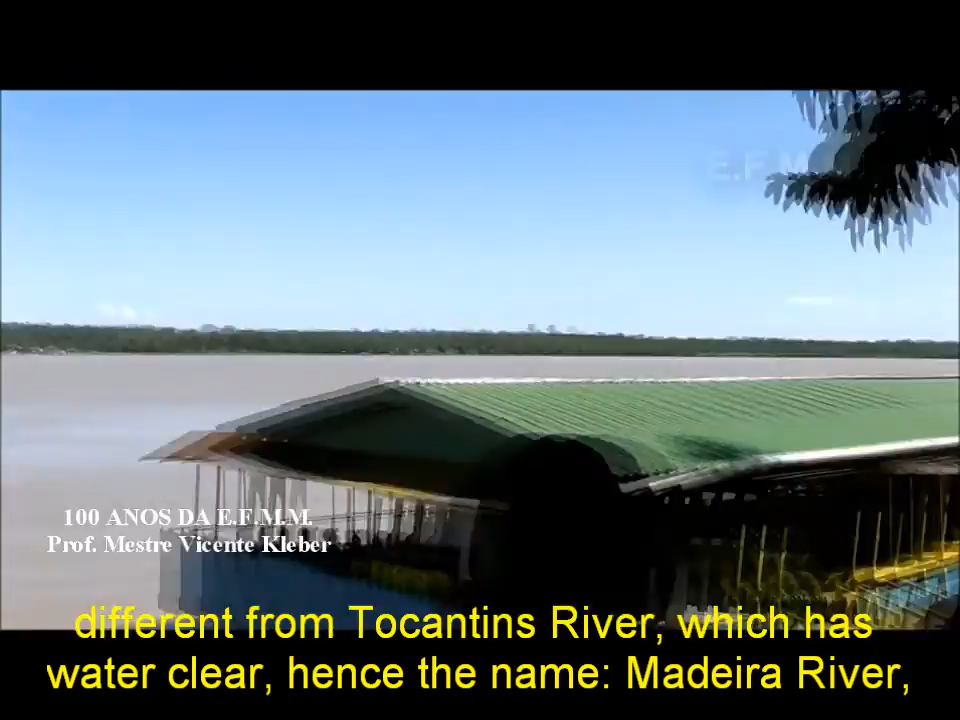 E.F.M
100 ANOS DA E.F.M.M.
Prof. Mestre Vicente Kleber
different from Tocantins River, which has
water clear, hence the name: Madeira River,